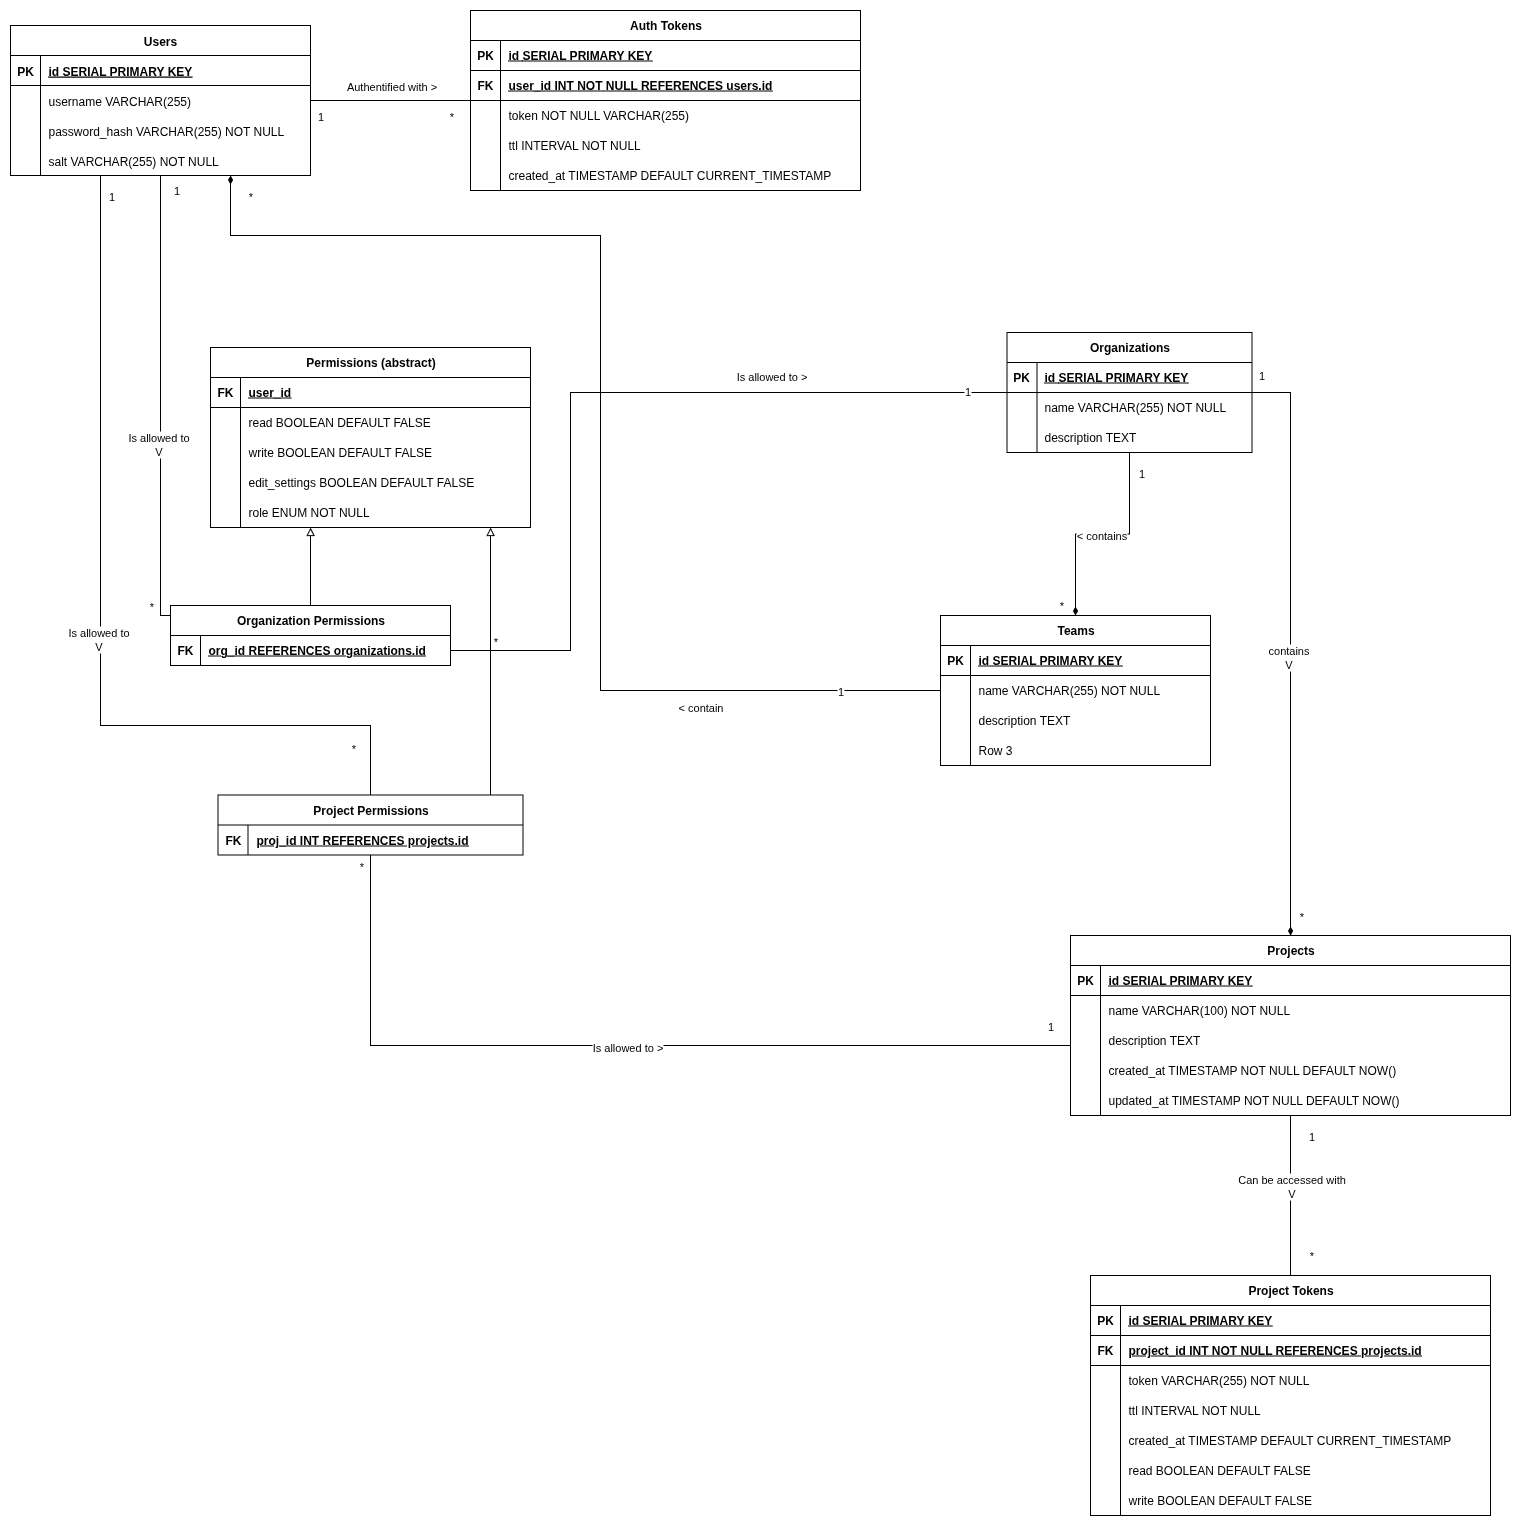 Users
PK
id SERIAL PRIMARY KEY
username VARCHAR(255)
password_hash VARCHAR(255) NOT NULL
salt VARCHAR(255) NOT NULL
Authentified with >
1
*
Auth Tokens
PK
id SERIAL PRIMARY KEY
FK
user_id INT NOT NULL REFERENCES users.id
token NOT NULL VARCHAR(255)
ttl INTERVAL NOT NULL
created_at TIMESTAMP DEFAULT CURRENT_TIMESTAMP
1
1
*
Permissions (abstract)
FK
user_id
read BOOLEAN DEFAULT FALSE
write BOOLEAN DEFAULT FALSE
edit_settings BOOLEAN DEFAULT FALSE
role ENUM NOT NULL
Is allowed to
V
Is allowed to >
1
Organizations
PK
id SERIAL PRIMARY KEY
name VARCHAR(255) NOT NULL
description TEXT
1
1
< contains
*
*
Organization Permissions
FK
org_id REFERENCES organizations.id
*
Is allowed to
V
*
Teams
PK
id SERIAL PRIMARY KEY
name VARCHAR(255) NOT NULL
description TEXT
Row 3
1
< contain
contains
V
*
Project Permissions
FK
proj_id INT REFERENCES projects.id
*
Is allowed to >
1
Projects
PK
id SERIAL PRIMARY KEY
name VARCHAR(100) NOT NULL
description TEXT
created_at TIMESTAMP NOT NULL DEFAULT NOW()
updated_at TIMESTAMP NOT NULL DEFAULT NOW()
1
Can be accessed with
V
*
Project Tokens
PK
id SERIAL PRIMARY KEY
FK
project_id INT NOT NULL REFERENCES projects.id
token VARCHAR(255) NOT NULL
ttl INTERVAL NOT NULL
created_at TIMESTAMP DEFAULT CURRENT_TIMESTAMP
read BOOLEAN DEFAULT FALSE
write BOOLEAN DEFAULT FALSE